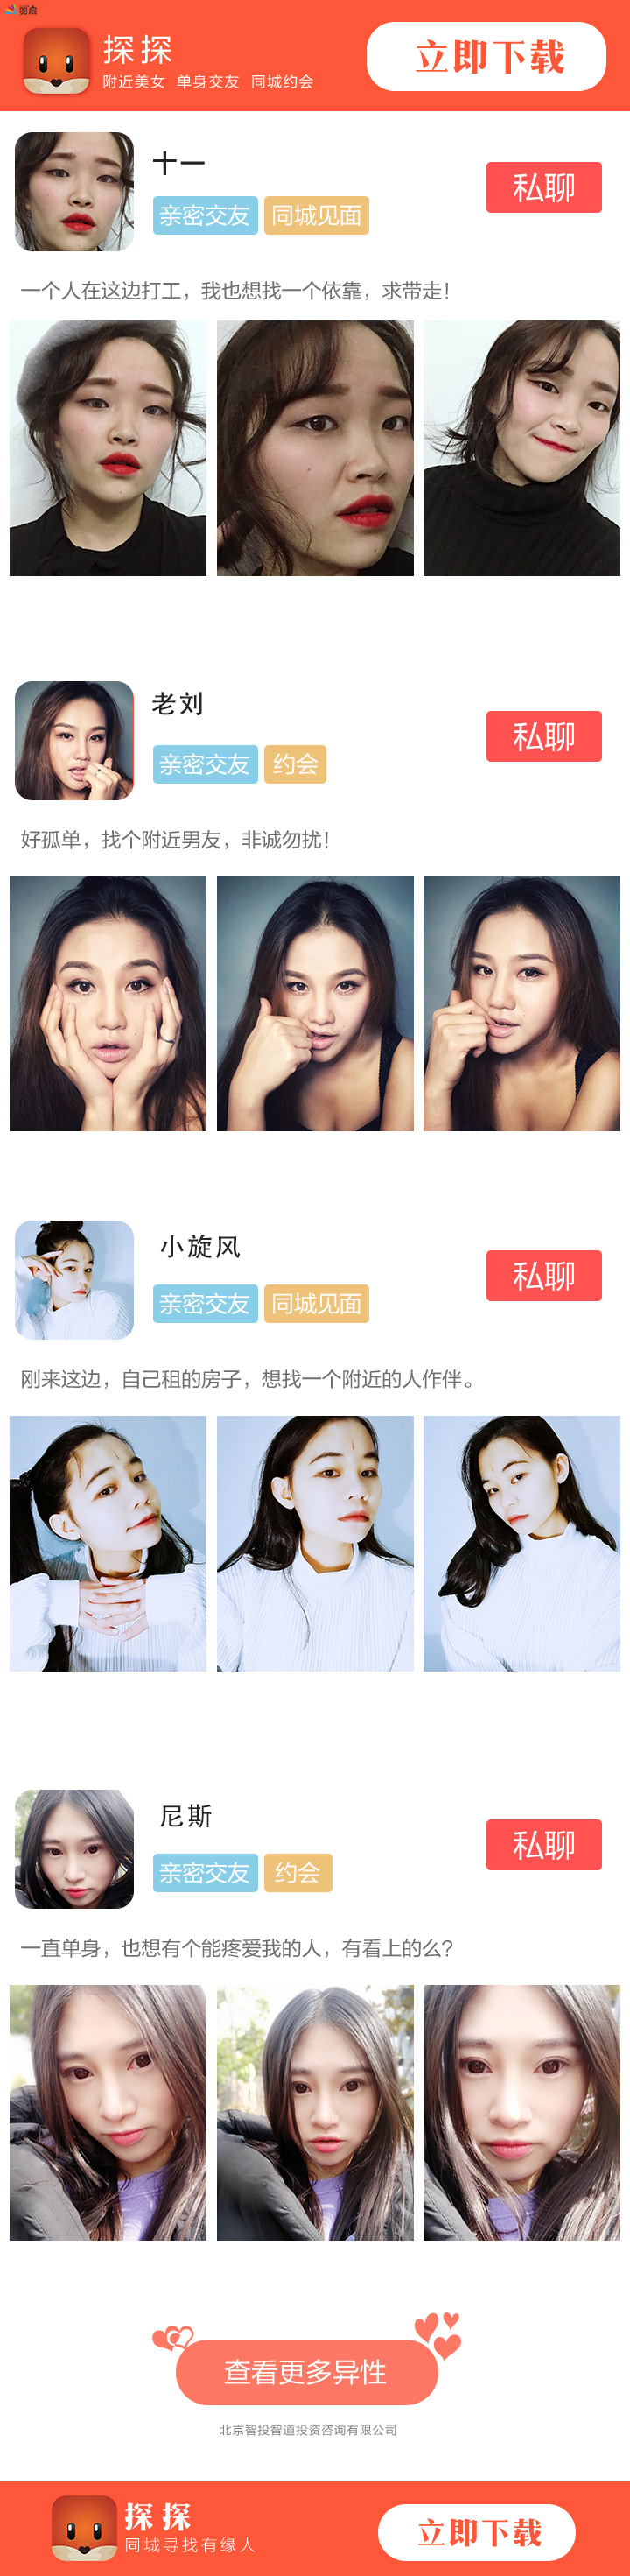 羽俞
探探
附近美女 单身交友 同城约会
立即下载
十一
亲密交友 同城见面
私聊
一个人在这边打工，我也想找一个依靠，求带走！
老刘
亲密交友 约会
私聊
好孤单，找个附近男友，非诚勿扰！
小旋风
亲密交友 同城见面
私聊
刚来这边，自己租的房子，想找一个附近的人作伴。
尼斯
亲密交友 约会
私聊
一直单身，也想有个能疼爱我的人，有看上的么？
查看更多异性
北京智投智道投资咨询有限公司
探探
同城寻找有缘人
立即下载